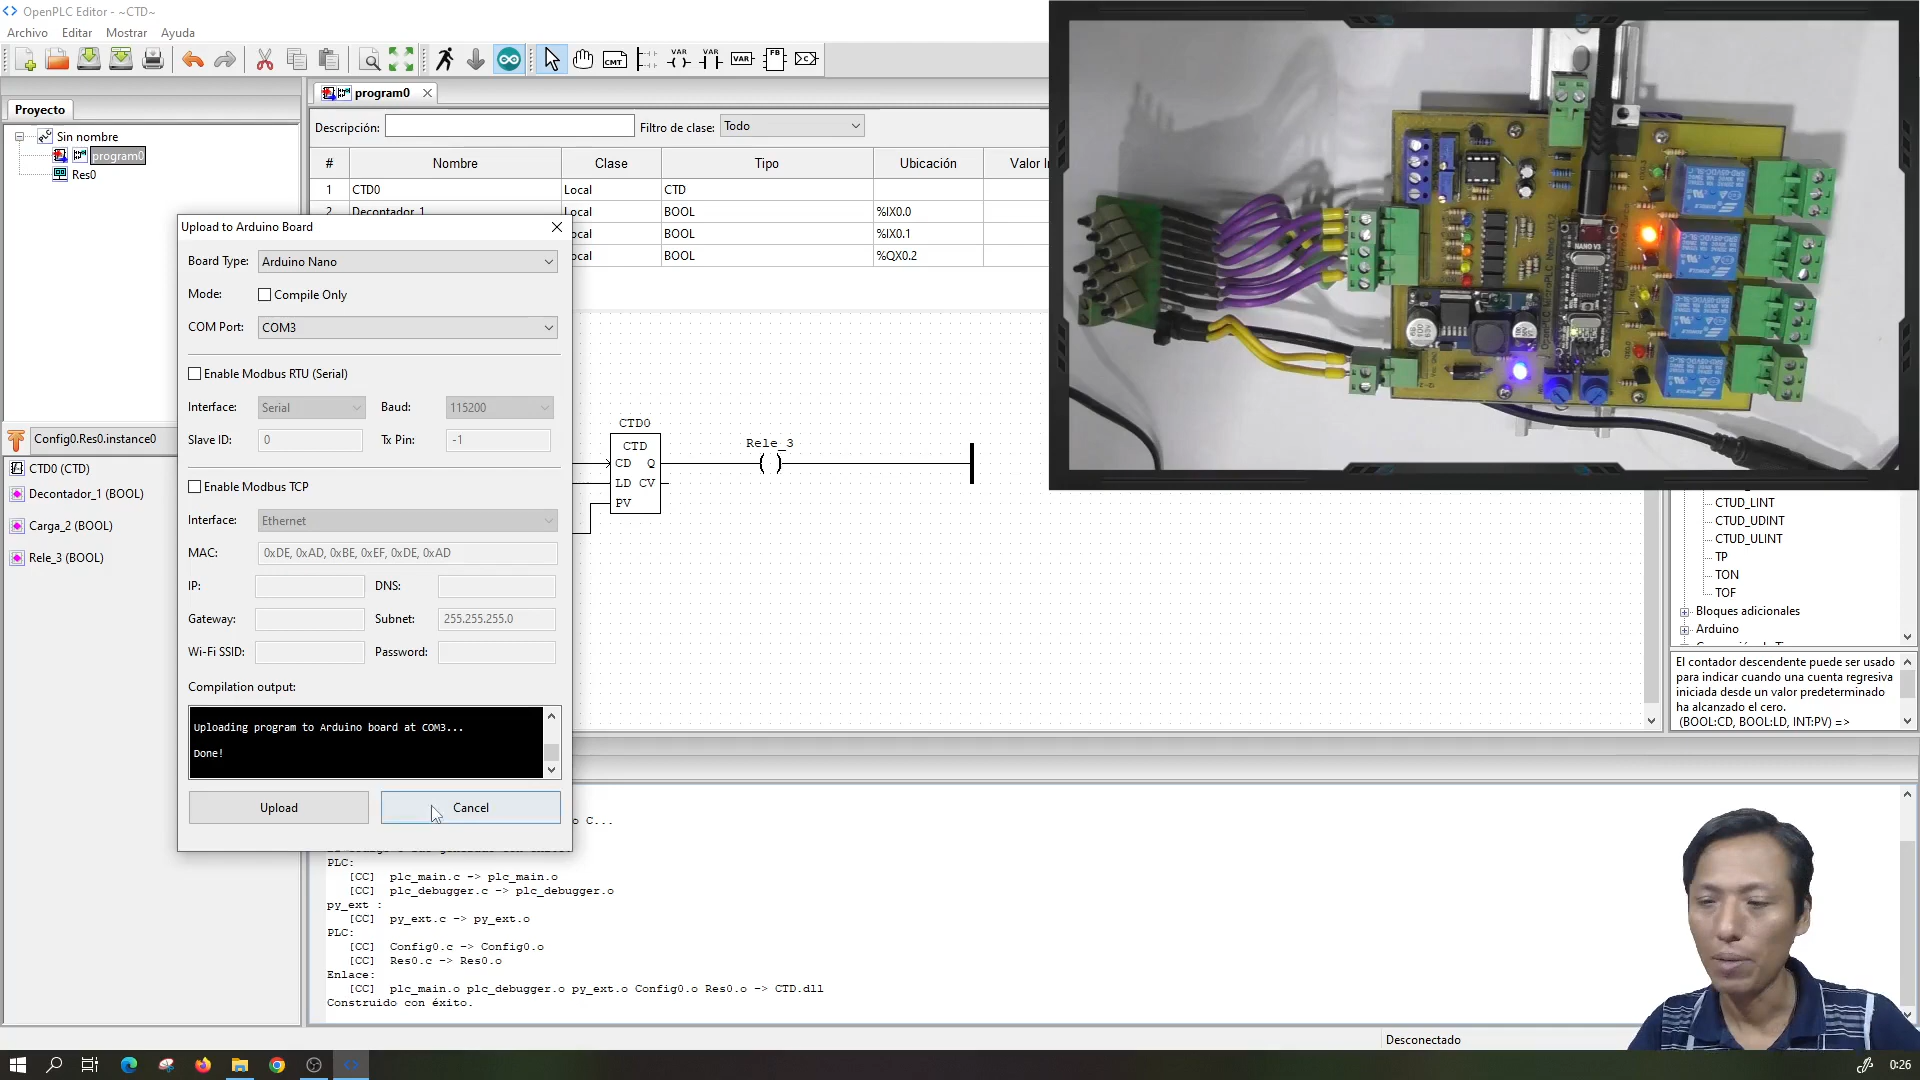 OpenPLC Editor - ~CTD~
Archivo Editar Mostrar Ayuda
CMT VAR VAR VAR FB
Proyecto
Sin nombre
program0
Res0
program0
Descripción:
Filtro de clase: Todo
# Nombre Clase Tipo Ubicación
1 CTD0 Local CTD
2 Decontador_1 Local BOOL %IX0.0
BOOL %IX0.1
BOOL %QX0.2
Upload to Arduino Board
Board Type: Arduino Nano
Mode: Compile Only
COM Port: COM3
Enable Modbus RTU (Serial)
Interface: Serial Baud: 115200
Slave ID: 0 Tx Pin: -1
Enable Modbus TCP
Interface: Ethernet
MAC: 0xDE, 0xAD, 0xBE, 0xEF, 0xDE, 0xAD
IP: DNS:
Gateway: Subnet: 255.255.255.0
Wi-Fi SSID: Password:
Compilation output:
Uploading program to Arduino board at COM3...
Done!
Upload Cancel
Config0.Res0.instance0
CTD0 (CTD)
Decontador_1 (BOOL)
Carga_2 (BOOL)
Rele_3 (BOOL)
CTD0
CTD
CD Q
LD CV
PV
Rele_3
CTUD_LINT
CTUD_UDINT
CTUD_ULINT
TP
TON
TOF
Bloques adicionales
Arduino
El contador descendente puede ser usado
para indicar cuando una cuenta regresiva
iniciada desde un valor predeterminado
ha alcanzado el cero.
(BOOL:CD, BOOL:LD, INT:PV) =>
PLC:
[CC] plc_main.c -> plc_main.o
[CC] plc_debugger.c -> plc_debugger.o
py_ext :
[CC] py_ext.c -> py_ext.o
PLC:
[CC] Config0.c -> Config0.o
[CC] Res0.c -> Res0.o
Enlace:
[CC] plc_main.o plc_debugger.o py_ext.o Config0.o Res0.o -> CTD.dll
Construido con éxito.
Desconectado
0:26